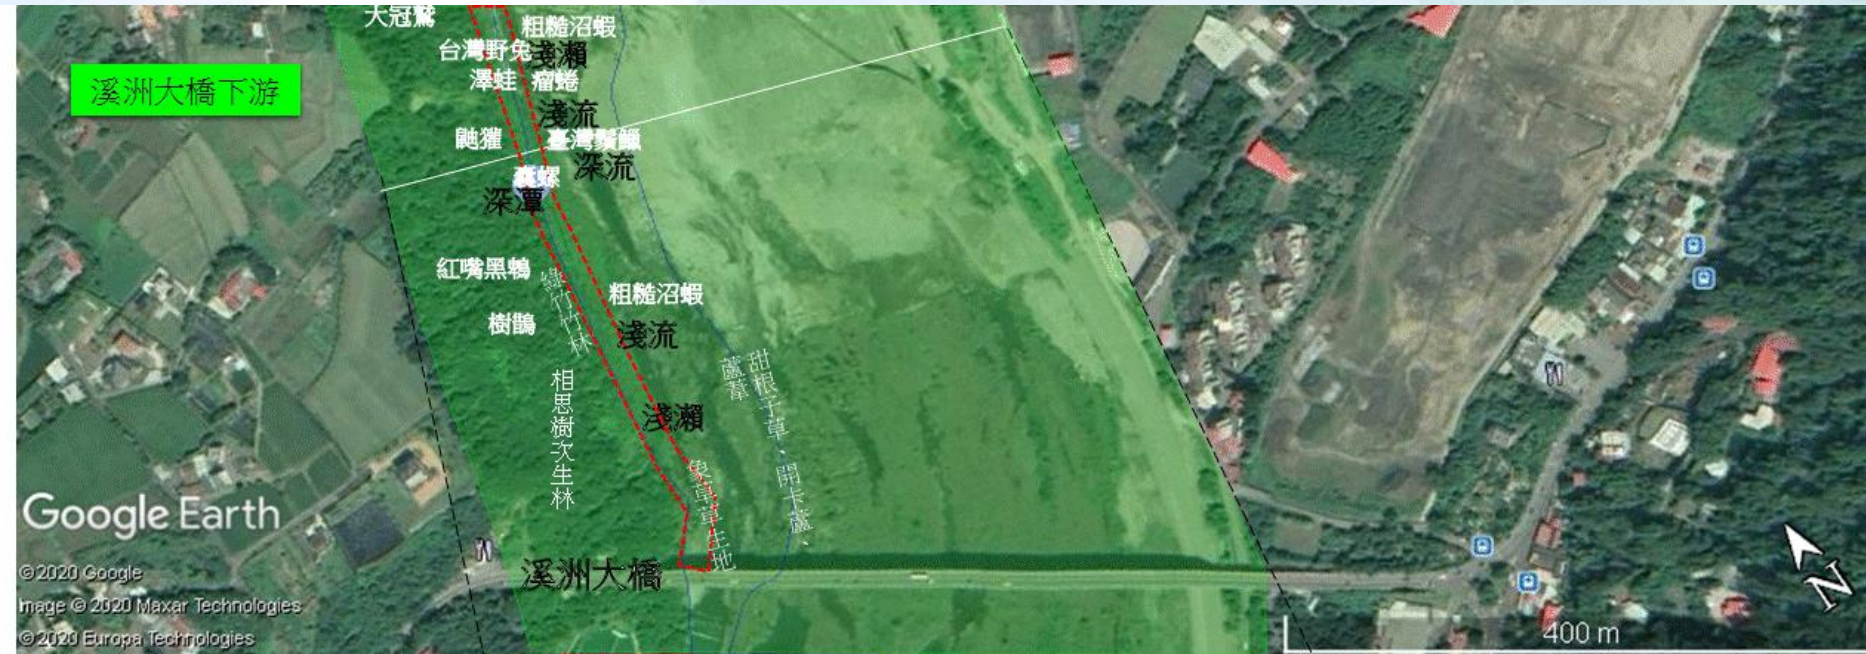 大冠鷲
粗糙沼蝦
台灣野兔
淺瀨
溪洲大橋下游
澤蛙
瘤蜷
淺流
鼬獾
臺灣鬚鱲
深流
囊螺
深潭
紅嘴黑鵯
綠竹竹林
粗糙沼蝦
樹鵲
淺流
相思樹次生林
甜根子草、開卡蘆、
蘆葦
淺瀨
象草草生地
Google Earth
溪洲大橋
©2020 Google
Image © 2020 Maxar Technologies
©2020 Europa Technologies
N
400 m